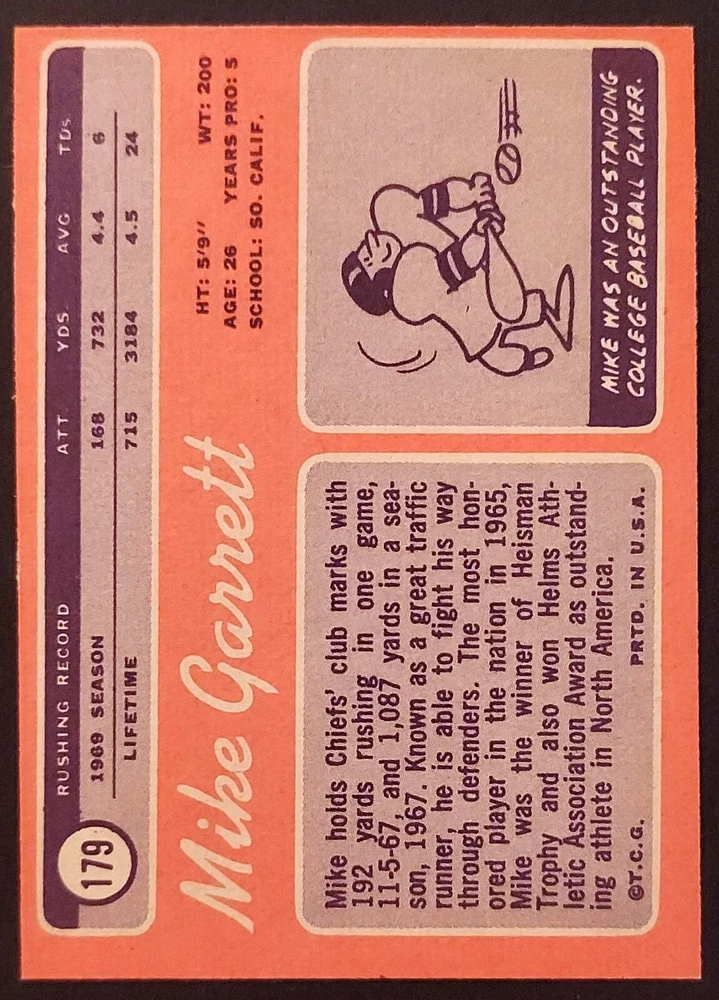 179
RUSHING RECORD ATT YDS. AVG TDs
1969 SEASON 168 732 4.4 6
LIFETIME 715 3184 4.5 24
Mike Garrett
HT: 5'9" WT: 200
AGE: 26 YEARS PRO: 5
SCHOOL: SO. CALIF.
Mike holds Chiefs' club marks with
192 yards rushing in one game,
11-5-67, and 1,087 yards in a sea-
son, 1967. Known as a great traffic
runner, he is able to fight his way
through defenders. The most hon-
ored player in the nation in 1965,
Mike was the winner of Heisman
Trophy and also won Helms Ath-
letic Association Award as outstand-
ing athlete in North America.
©T.C.G. PRTD. IN U.S.A.
MIKE WAS AN OUTSTANDING
COLLEGE BASEBALL PLAYER.